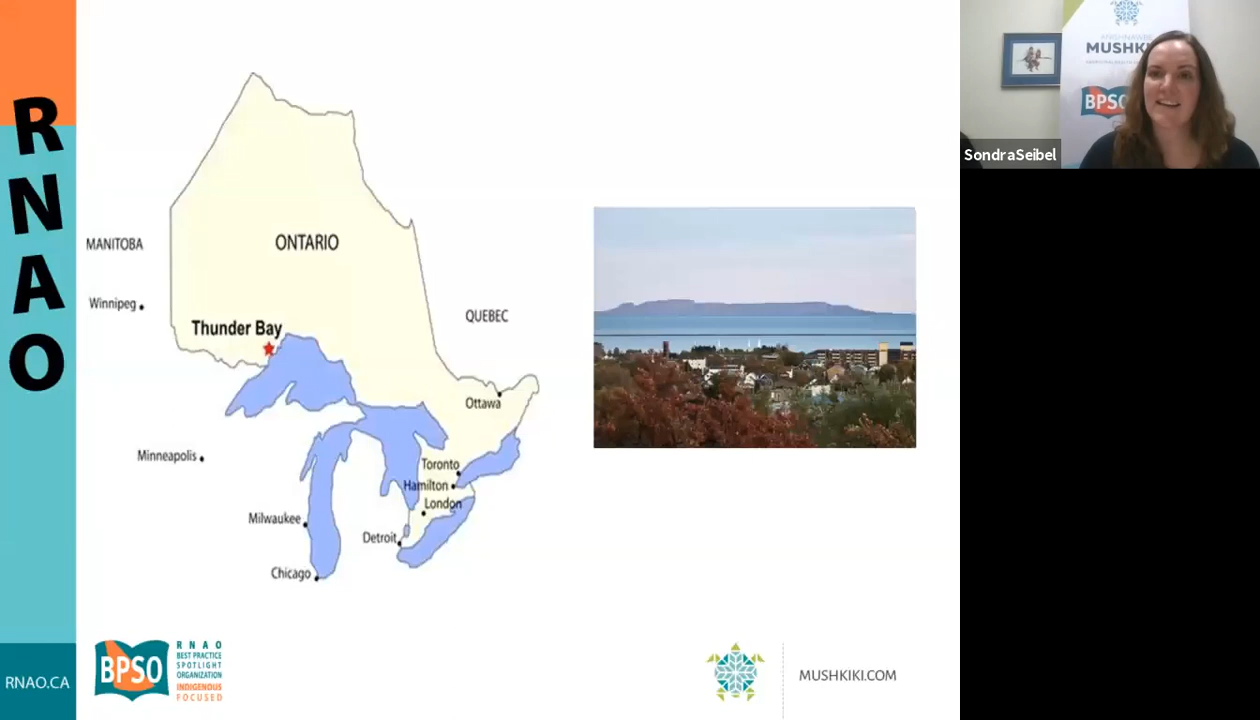 RNAO
RNAO.CA
MANITOBA
Winnipeg
ONTARIO
QUEBEC
Thunder Bay
Ottawa
Minneapolis
Toronto
Hamilton
London
Milwaukee
Detroit
Chicago
BPSO
RNAO
BEST PRACTICE
SPOTLIGHT
ORGANIZATION
INDIGENOUS
FOCUSED
MUSHKIKI.COM
MUSHKI
BPSO
SondraSeibel